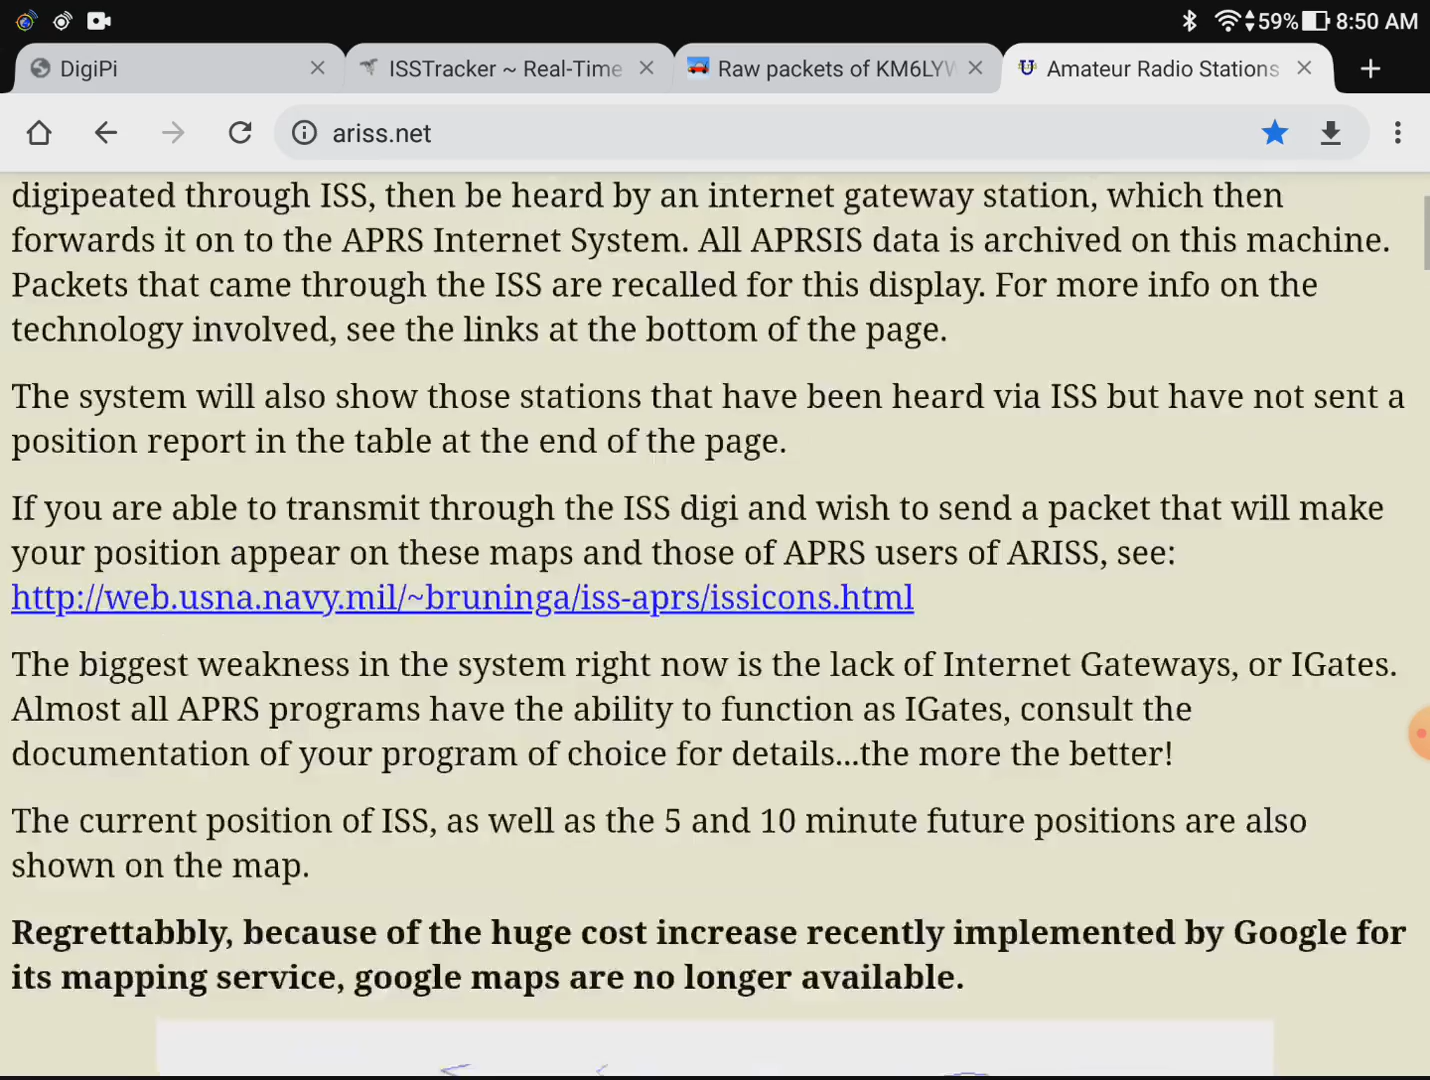 59% 8:50 AM
DigiPi
ISSTracker ~ Real-Time
Raw packets of KM6LYW
Amateur Radio Stations
ariss.net
digipeated through ISS, then be heard by an internet gateway station, which then
forwards it on to the APRS Internet System. All APRSIS data is archived on this machine.
Packets that came through the ISS are recalled for this display. For more info on the
technology involved, see the links at the bottom of the page.
The system will also show those stations that have been heard via ISS but have not sent a
position report in the table at the end of the page.
If you are able to transmit through the ISS digi and wish to send a packet that will make
your position appear on these maps and those of APRS users of ARISS, see:
http://web.usna.navy.mil/~bruninga/iss-aprs/issicons.html
The biggest weakness in the system right now is the lack of Internet Gateways, or IGates.
Almost all APRS programs have the ability to function as IGates, consult the
documentation of your program of choice for details...the more the better!
The current position of ISS, as well as the 5 and 10 minute future positions are also
shown on the map.
Regrettabbly, because of the huge cost increase recently implemented by Google for
its mapping service, google maps are no longer available.